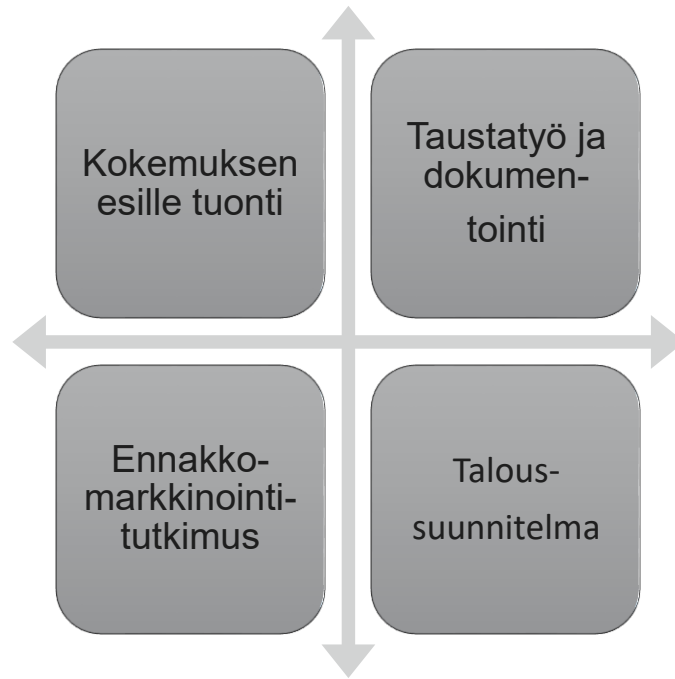 Kokemuksen
esille tuonti
Taustatyö ja
dokumen-
tointi
Ennakko-
markkinointi-
tutkimus
Talous-
suunnitelma